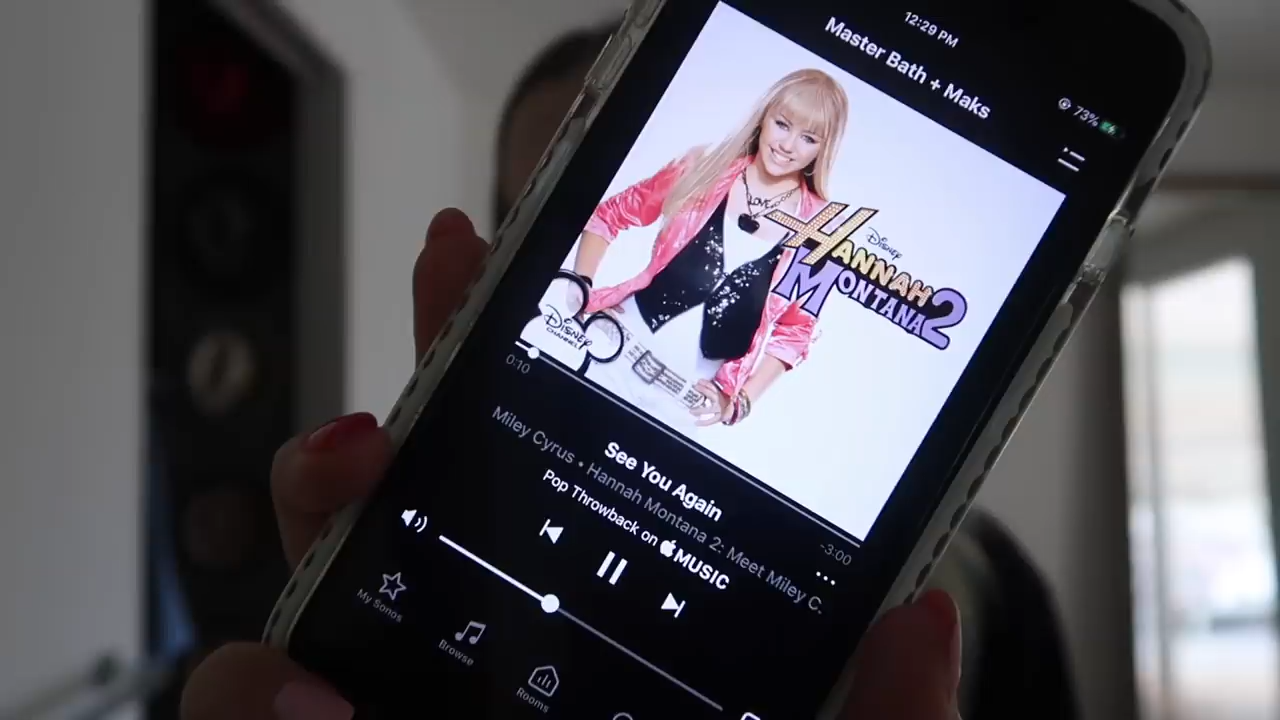 12:29 PM
Master Bath + Maks
73%
LOVE
DISNEY
HANNAH
MONTANA 2
DISNEY
CHANNEL
0:10
-3:00
See You Again
Miley Cyrus • Hannah Montana 2: Meet Miley C.
Pop Throwback on MUSIC
My Sonos
Browse
Rooms